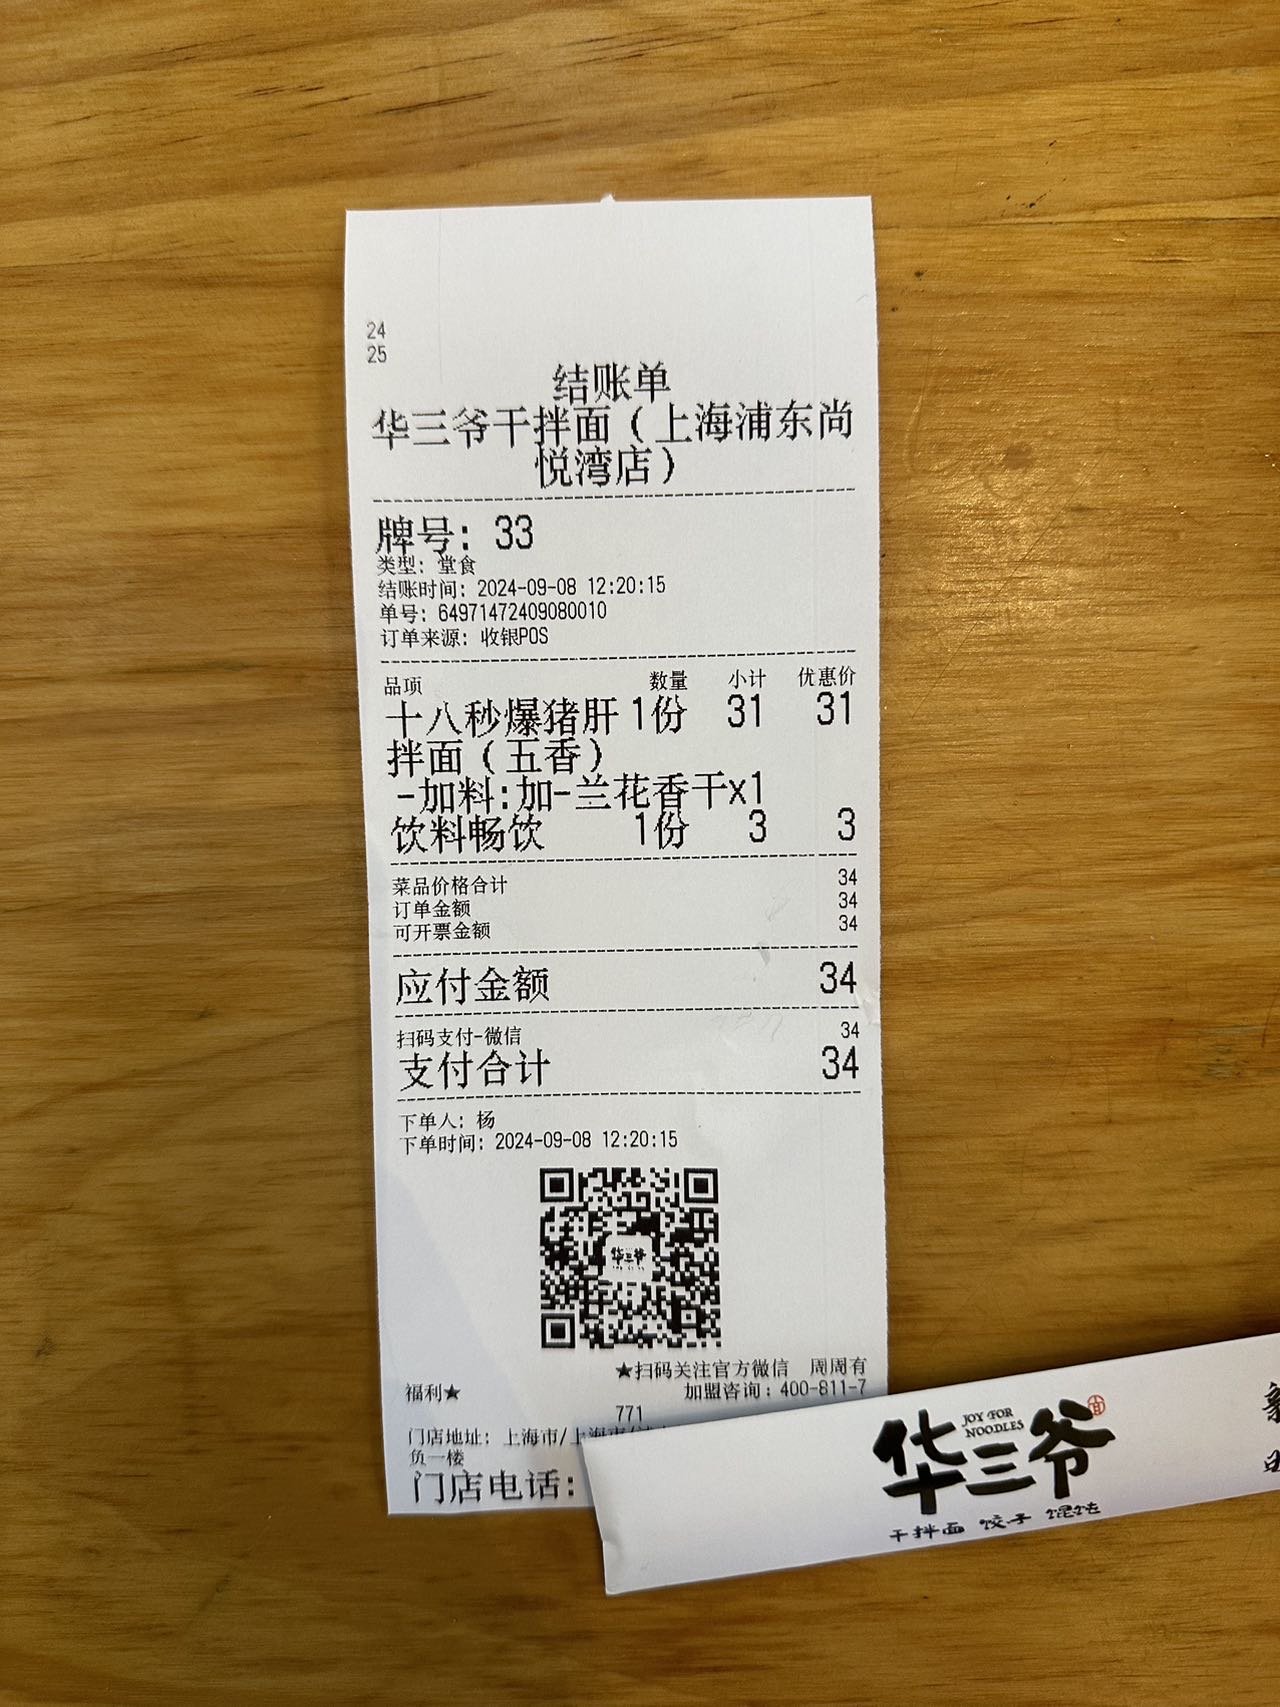 24
25
结账单
华三爷干拌面（上海浦东尚
悦湾店）
牌号: 33
类型: 堂食
结账时间: 2024-09-08 12:20:15
单号: 64971472409080010
订单来源: 收银POS
品项 数量 小计 优惠价
十八秒爆猪肝 1份 31 31
拌面（五香）
-加料:加-兰花香干x1
饮料畅饮 1份 3 3
菜品价格合计 34
订单金额 34
可开票金额 34
应付金额 34
扫码支付-微信 34
支付合计 34
下单人: 杨
下单时间: 2024-09-08 12:20:15
华三爷
★扫码关注官方微信 周周有
福利★ 加盟咨询：400-811-7
771
门店地址: 上海市/上海市/
负一楼
门店电话:
华三爷
JOY FOR
NOODLES
干拌面 饺子 馄饨